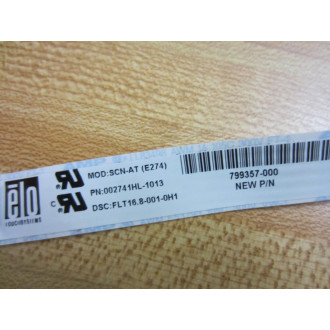 elo
TOUCHSYSTEMS
MOD:SCN-AT (E274)
PN:002741HL-1013
DSC:FLT16.8-001-0H1
799357-000
NEW P/N